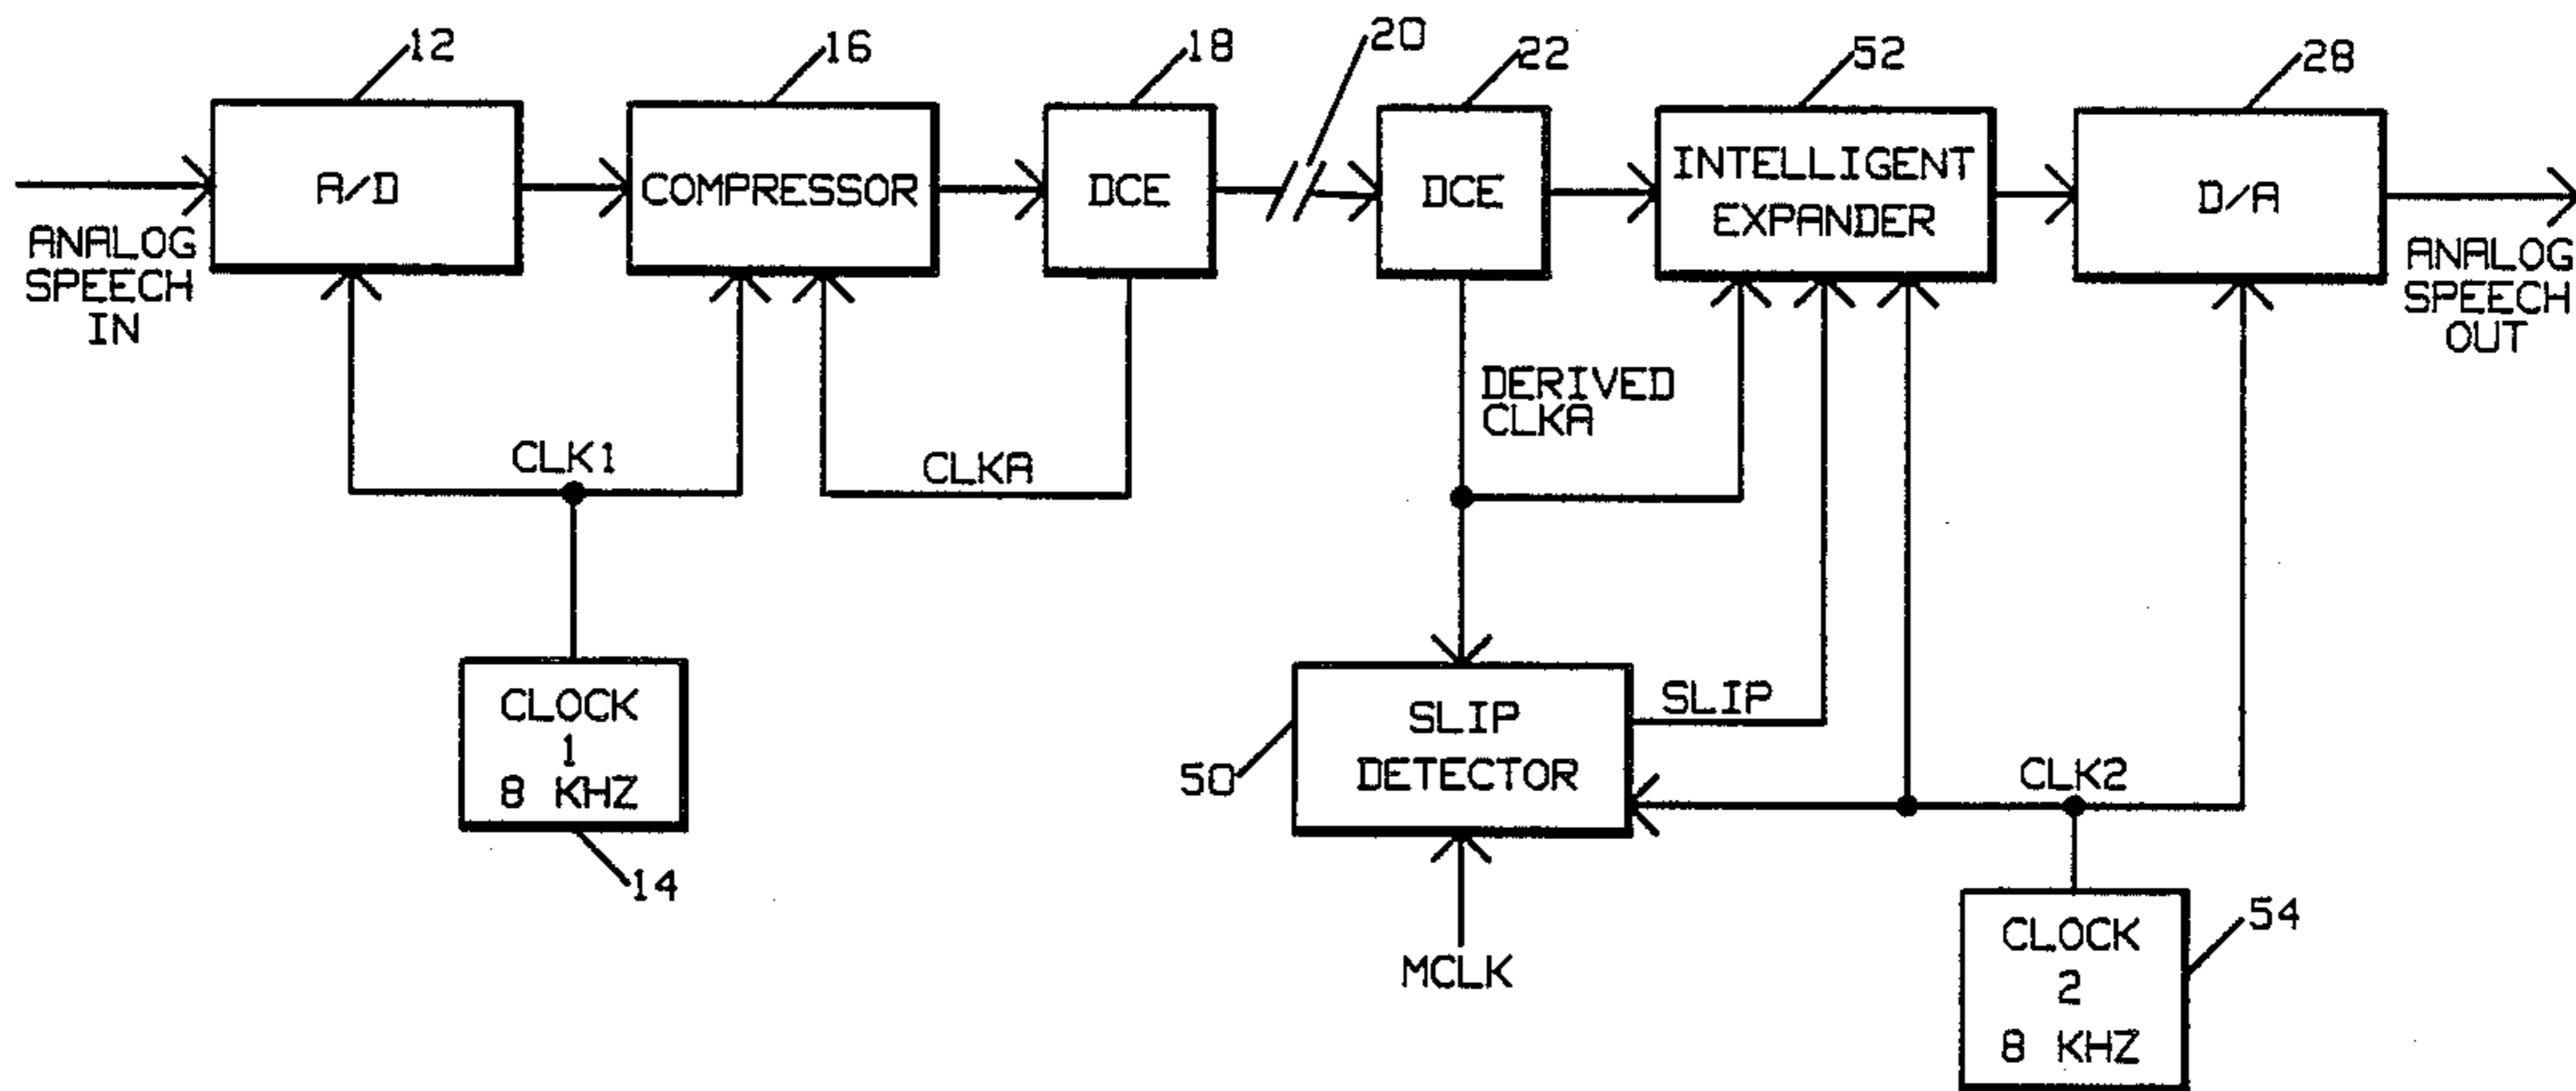 12
16
18
20
22
52
28
A/D
COMPRESSOR
DCE
DCE
INTELLIGENT
EXPANDER
D/A
ANALOG
SPEECH
IN
ANALOG
SPEECH
OUT
DERIVED
CLKA
CLK1
CLKA
CLOCK
1
8 KHZ
14
SLIP
DETECTOR
50
SLIP
CLK2
MCLK
CLOCK
2
8 KHZ
54